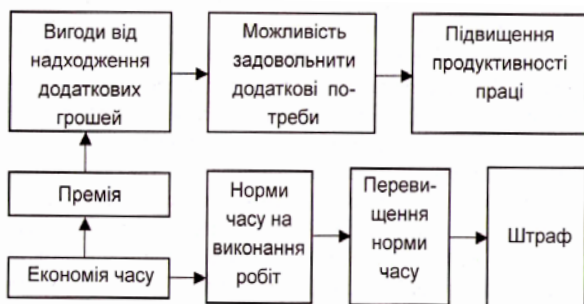 Вигоди від
надходження
додаткових
грошей
Можливість
задовольнити
додаткові по-
треби
Підвищення
продуктивності
праці
Премія
Економія часу
Норми
часу на
виконання
робіт
Переви-
щення
норми
часу
Штраф